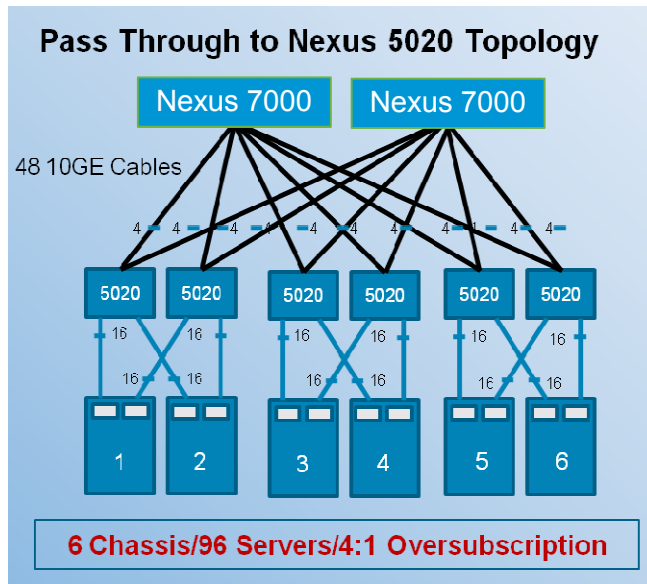 Pass Through to Nexus 5020 Topology
Nexus 7000 Nexus 7000
48 10GE Cables
4 4 4 4 4 4 4 4 4
5020 5020 5020 5020 5020 5020
16 16 16 16 16 16
16 16 16 16 16 16
1 2 3 4 5 6
6 Chassis/96 Servers/4:1 Oversubscription